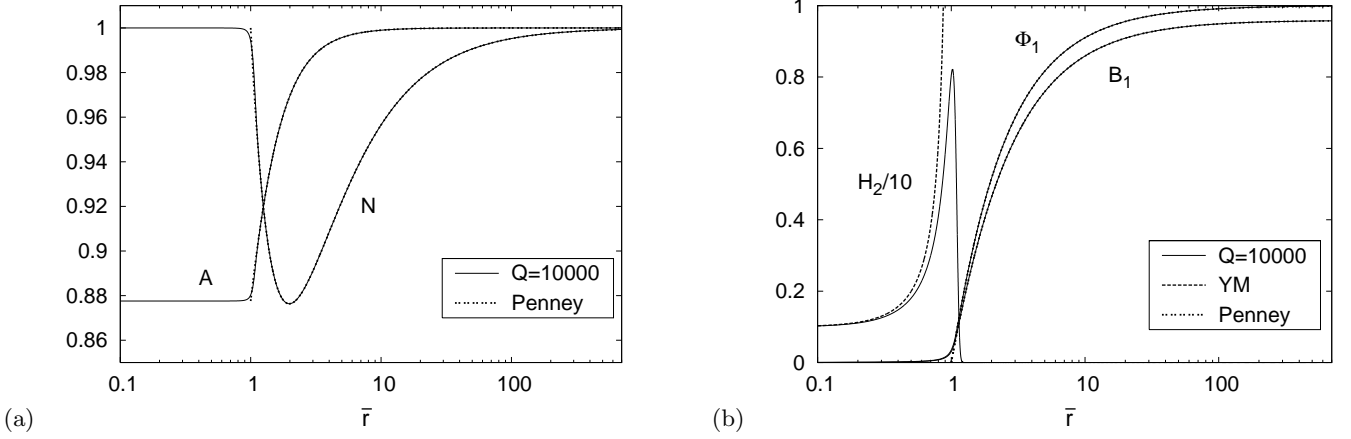 1
0.98
0.96
0.94
0.92
0.9
0.88
0.86
0.1
1
10
100
r̄
A
N
Q=10000
Penney
(a)
1
0.8
0.6
0.4
0.2
0
0.1
1
10
100
r̄
Φ₁
B₁
H₂/10
Q=10000
YM
Penney
(b)